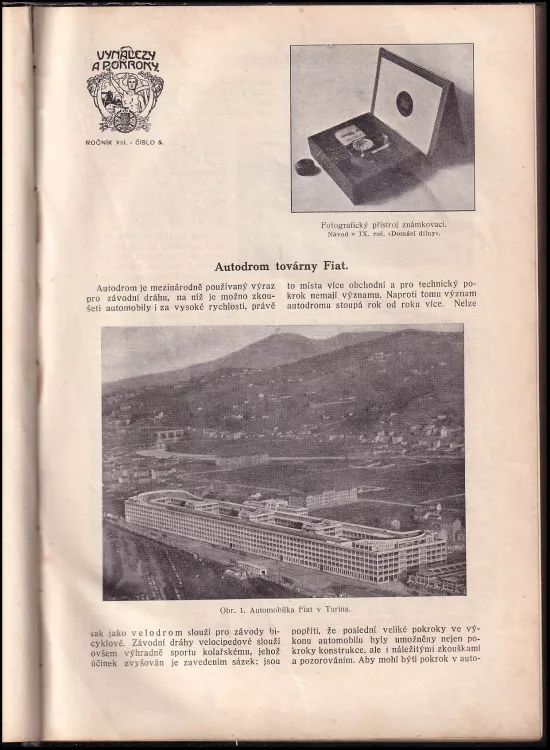 VYNÁLEZY
A POKROKY.
ROČNÍK XIII. - ČÍSLO 5.
Fotografický přístroj známkovací.
Návod v IX. roč. »Domácí dílny«.
Autodrom továrny Fiat.
Autodrom je mezinárodně používaný výraz
pro závodní dráhu, na níž je možno zkou-
šeti automobily i za vysoké rychlosti, právě
to místa více obchodní a pro technický po-
krok nemají významu. Naproti tomu význam
autodromu stoupá rok od roku více. Nelze
Obr. 1. Automobilka Fiat v Turinu.
tak jako velodrom slouží pro závody bi-
cyklové. Závodní dráhy velocipedové slouží
ovšem výhradně sportu kolařskému, jehož
účinek zvyšován je zavedením sázek; jsou
popříti, že poslední veliké pokroky ve vý-
konu automobilu byly umožněny nejen po-
kroky konstrukce, ale i náležitými zkouškami
a pozorováním. Aby mohl býti pokrok v auto-